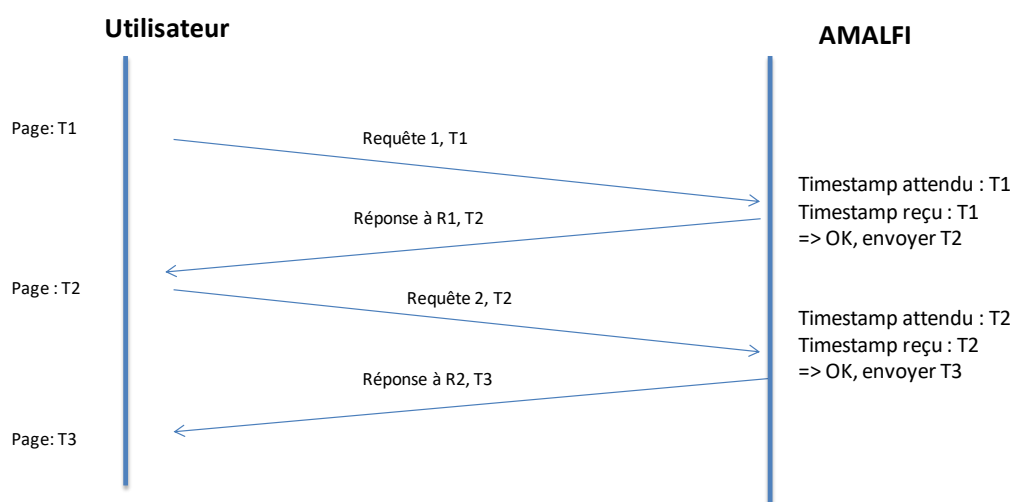 Utilisateur
AMALFI
Page: T1
Requête 1, T1
Timestamp attendu : T1
Timestamp reçu : T1
=> OK, envoyer T2
Réponse à R1, T2
Page : T2
Requête 2, T2
Timestamp attendu : T2
Timestamp reçu : T2
=> OK, envoyer T3
Réponse à R2, T3
Page: T3